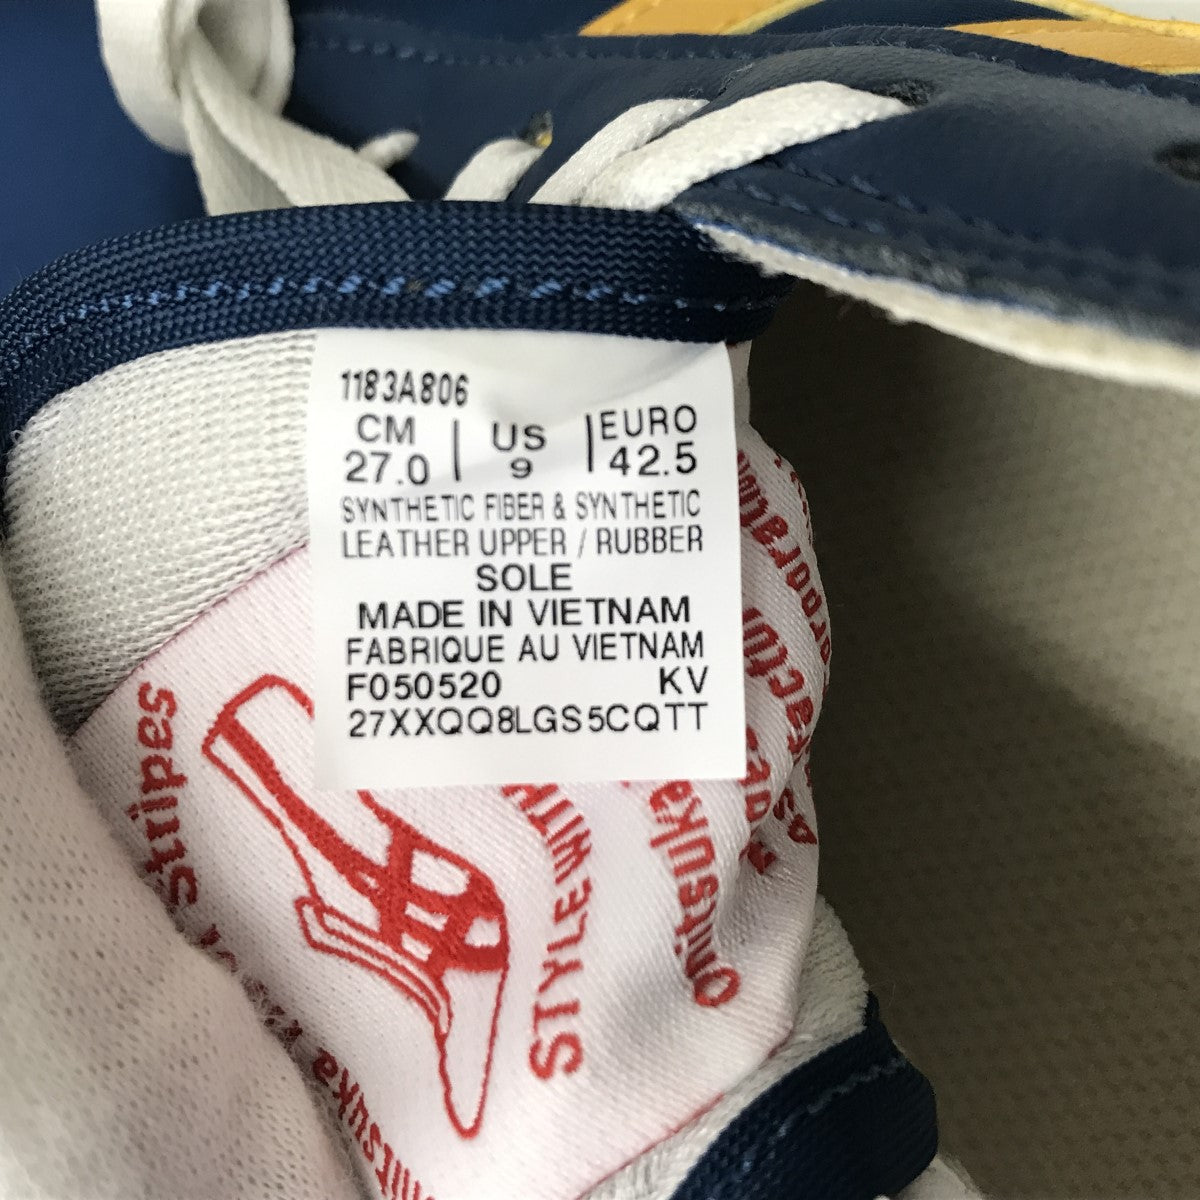 1183A806
CM | US | EURO
27.0 9 42.5
SYNTHETIC FIBER & SYNTHETIC
LEATHER UPPER / RUBBER
SOLE
MADE IN VIETNAM
FABRIQUE AU VIETNAM
F050520 KV
27XXQQ8LGS5CQTT
Stripes
STYLE WITH
Onitsuka